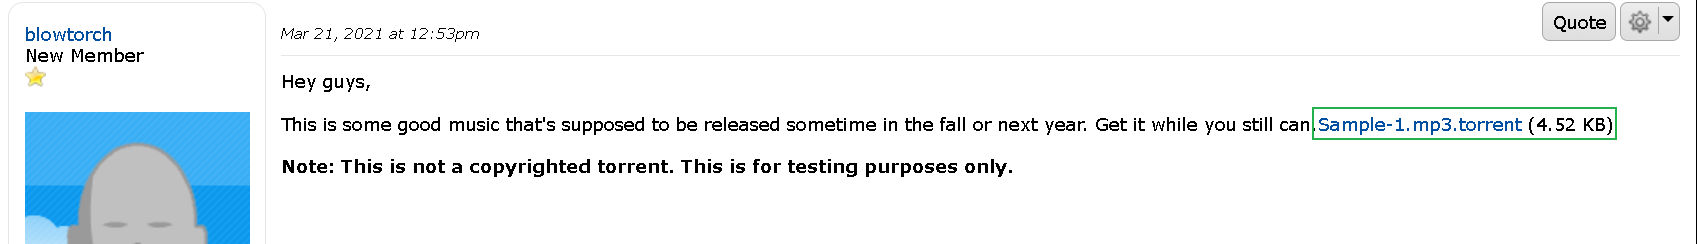 blowtorch
New Member
Mar 21, 2021 at 12:53pm
Quote
Hey guys,
This is some good music that's supposed to be released sometime in the fall or next year. Get it while you still can.Sample-1.mp3.torrent (4.52 KB)
Note: This is not a copyrighted torrent. This is for testing purposes only.